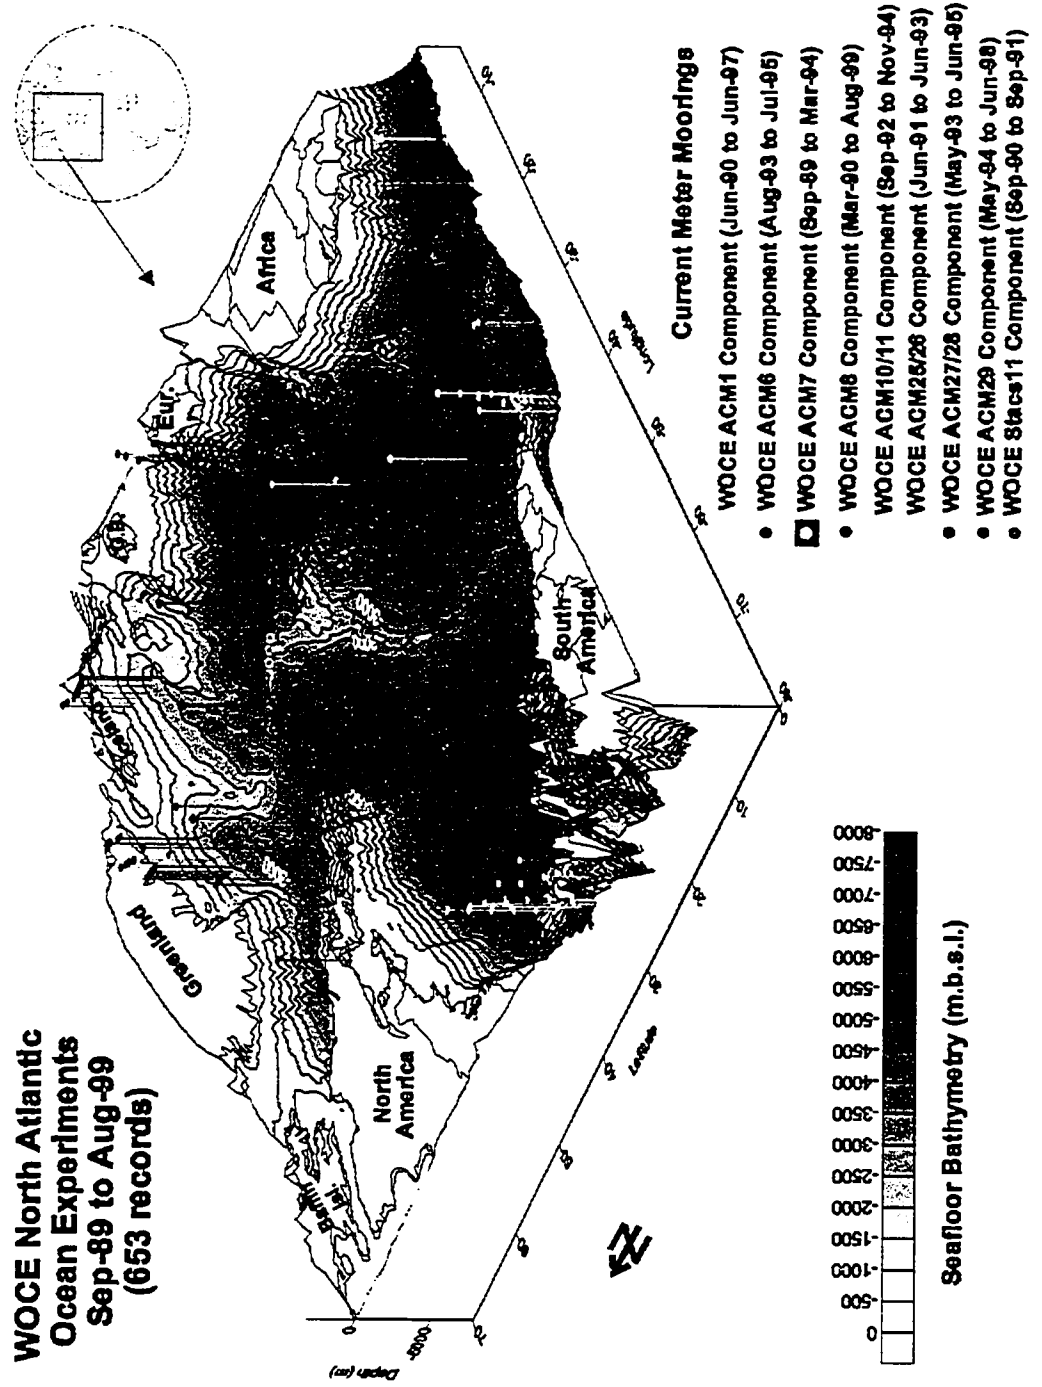 WOCE North Atlantic
Ocean Experiments
Sep-89 to Aug-99
(653 records)
Greenland
Iceland
G.B.
Eur.
Africa
North
America
South
America
Depth (m)
0
Latitude
Longitude
N
Current Meter Moorings
WOCE ACM1 Component (Jun-90 to Jun-97)
WOCE ACM6 Component (Aug-93 to Jul-95)
WOCE ACM7 Component (Sep-89 to Mar-94)
WOCE ACM8 Component (Mar-90 to Aug-99)
WOCE ACM10/11 Component (Sep-92 to Nov-94)
WOCE ACM25/26 Component (Jun-91 to Jun-93)
WOCE ACM27/28 Component (May-93 to Jun-95)
WOCE ACM29 Component (May-94 to Jun-98)
WOCE Stacs11 Component (Sep-90 to Sep-91)
0
-500
-1000
-1500
-2000
-2500
-3000
-3500
-4000
-4500
-5000
-5500
-6000
-6500
-7000
-7500
-8000
Seafloor Bathymetry (m.b.s.l.)